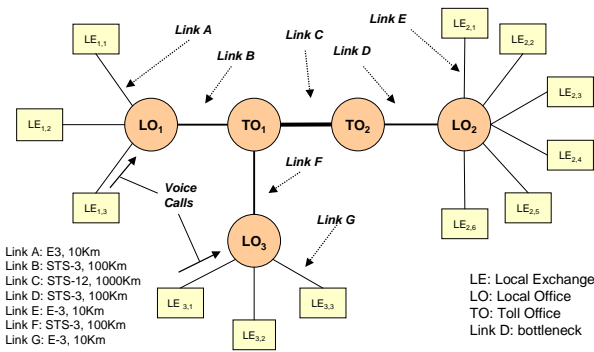 LE1,1
Link A
Link B
Link C
Link D
Link E
LE2,1
LE2,2
LE1,2
LO1
TO1
TO2
LO2
LE2,3
LE2,4
LE1,3
Voice
Calls
Link F
LE2,6
LE2,5
LO3
Link G
LE 3,1
LE3,2
LE3,3
Link A: E3, 10Km
Link B: STS-3, 100Km
Link C: STS-12, 1000Km
Link D: STS-3, 100Km
Link E: E-3, 10Km
Link F: STS-3, 100Km
Link G: E-3, 10Km
LE: Local Exchange
LO: Local Office
TO: Toll Office
Link D: bottleneck